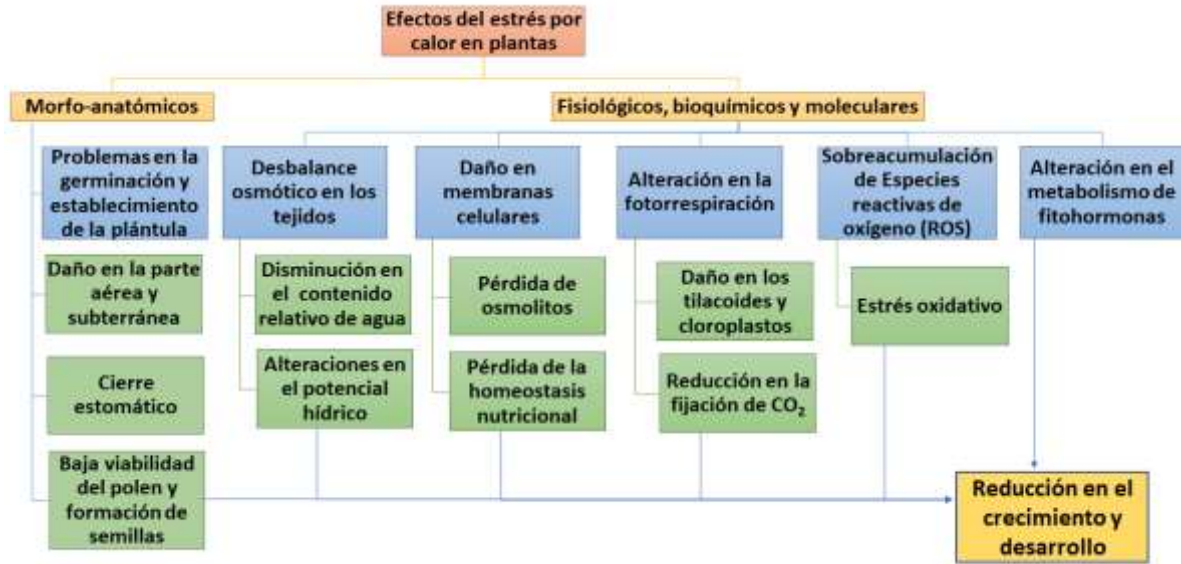 Efectos del estrés por
calor en plantas
Morfo-anatómicos
Fisiológicos, bioquímicos y moleculares
Problemas en la
germinación y
establecimiento
de la plántula
Desbalance
osmótico en los
tejidos
Daño en
membranas
celulares
Alteración en la
fotorrespiración
Sobreacumulación
de Especies
reactivas de
oxígeno (ROS)
Alteración en el
metabolismo de
fitohormonas
Daño en la parte
aérea y
subterránea
Disminución en
el contenido
relativo de agua
Pérdida de
osmolitos
Daño en los
tilacoides y
cloroplastos
Estrés oxidativo
Cierre
estomático
Alteraciones en
el potencial
hídrico
Pérdida de la
homeostasis
nutricional
Reducción en la
fijación de CO₂
Baja viabilidad
del polen y
formación de
semillas
Reducción en el
crecimiento y
desarrollo